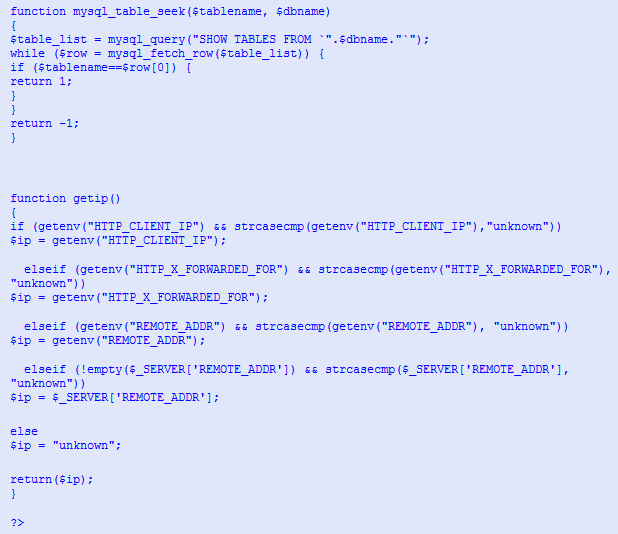 function mysql_table_seek($tablename, $dbname)
{
$table_list = mysql_query("SHOW TABLES FROM `".$dbname."`");
while ($row = mysql_fetch_row($table_list)) {
if ($tablename==$row[0]) {
return 1;
}
}
return -1;
}
function getip()
{
if (getenv("HTTP_CLIENT_IP") && strcasecmp(getenv("HTTP_CLIENT_IP"),"unknown"))
$ip = getenv("HTTP_CLIENT_IP");
elseif (getenv("HTTP_X_FORWARDED_FOR") && strcasecmp(getenv("HTTP_X_FORWARDED_FOR"),
"unknown"))
$ip = getenv("HTTP_X_FORWARDED_FOR");
elseif (getenv("REMOTE_ADDR") && strcasecmp(getenv("REMOTE_ADDR"), "unknown"))
$ip = getenv("REMOTE_ADDR");
elseif (!empty($_SERVER['REMOTE_ADDR']) && strcasecmp($_SERVER['REMOTE_ADDR'],
"unknown"))
$ip = $_SERVER['REMOTE_ADDR'];
else
$ip = "unknown";
return($ip);
}
?>